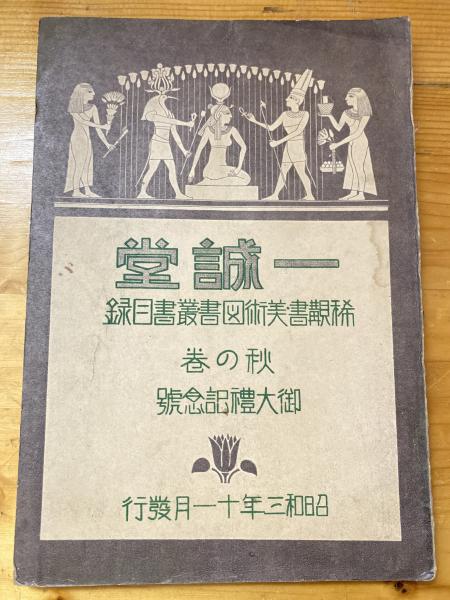 一誠堂
稀覯書美術図書叢書目録
秋の巻
御大禮記念號
昭和三年十一月發行